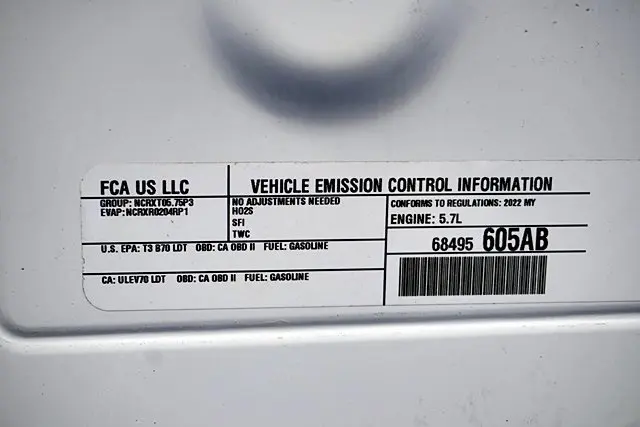 FCA US LLC
VEHICLE EMISSION CONTROL INFORMATION
GROUP: NCRXT05.75P3
EVAP: NCRXR0204RP1
NO ADJUSTMENTS NEEDED
HO2S
SFI
TWC
CONFORMS TO REGULATIONS: 2022 MY
ENGINE: 5.7L
68495 605AB
U.S. EPA: T3 B70 LDT OBD: CA OBD II FUEL: GASOLINE
CA: ULEV70 LDT OBD: CA OBD II FUEL: GASOLINE